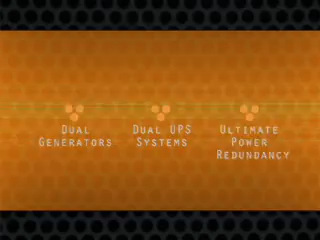 Dual
Generators
Dual UPS
Systems
Ultimate
Power
Redundancy